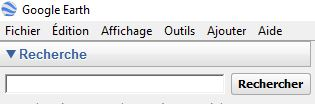 Google Earth
Fichier Édition Affichage Outils Ajouter Aide
Recherche
Rechercher